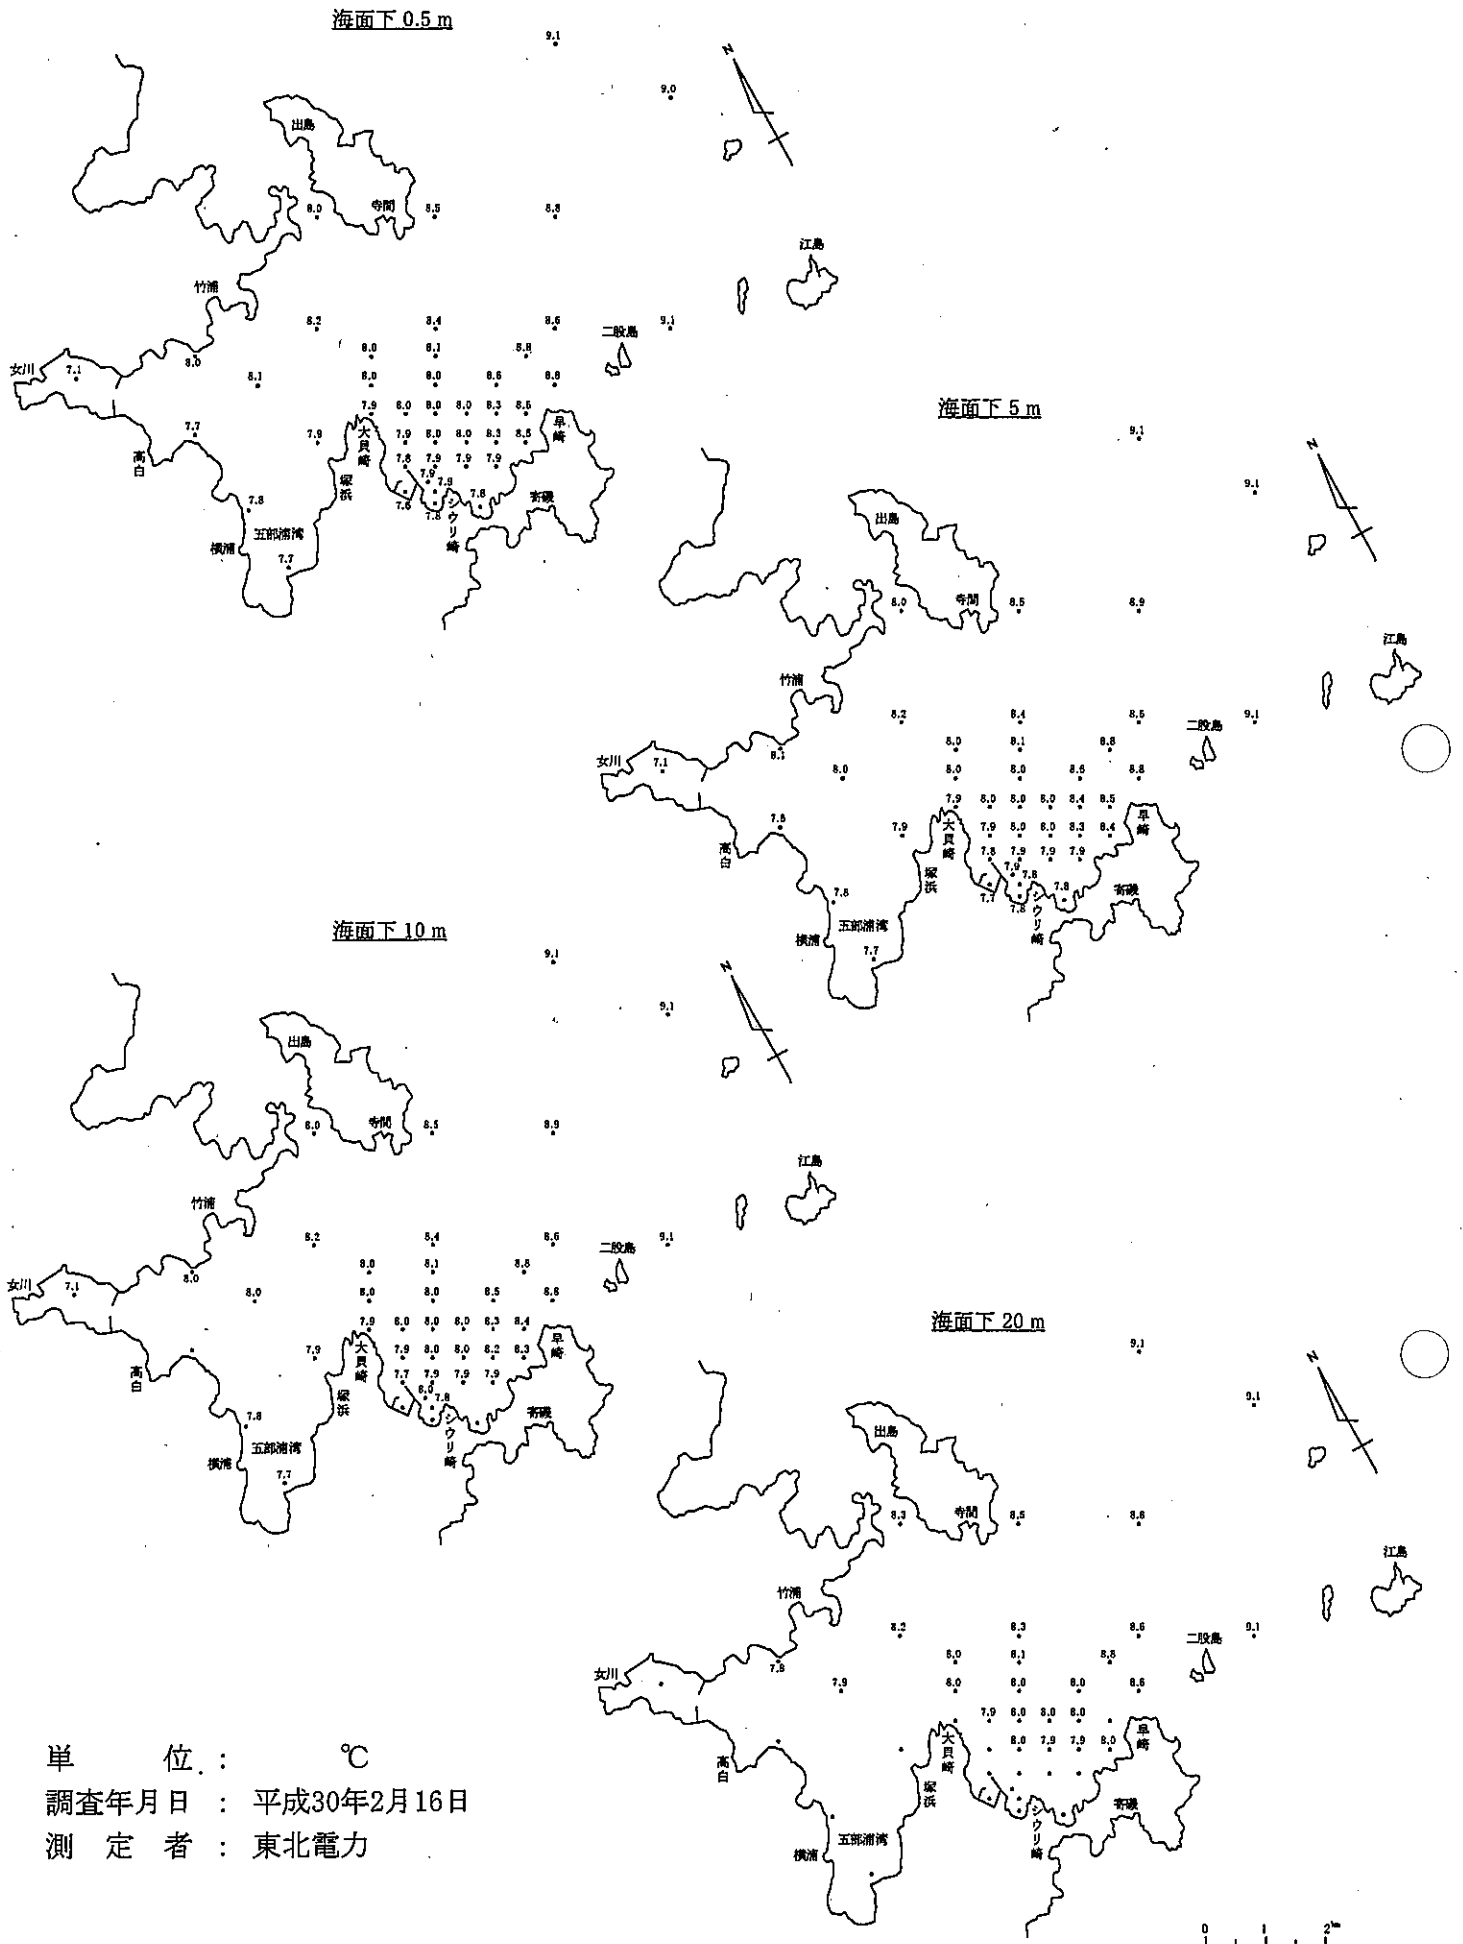 海面下 0.5 m
9.1
N
9.0
出島
寺間
8.0
8.5
8.8
江島
竹浦
8.2
8.4
8.6
9.1
二股島
8.0
8.0
8.1
8.8
女川
7.1
8.1
8.0
8.0
8.6
8.8
7.9
8.0
8.0
8.0
8.3
8.6
早崎
大貝崎
7.7
7.9
7.9
8.0
8.0
8.3
8.5
高白
7.8
7.9
7.9
7.9
塚浜
7.9
7.8
寄磯
7.8
シウリ崎
7.8
五部浦湾
横浦
7.7
海面下 5 m
9.1
N
9.1
出島
寺間
8.0
8.5
8.9
江島
竹浦
8.2
8.4
8.5
9.1
二股島
8.1
8.0
8.1
8.8
女川
7.1
8.0
8.0
8.0
8.6
8.8
7.9
8.0
8.0
8.0
8.4
8.5
早崎
大貝崎
7.9
7.9
8.0
8.0
8.3
8.4
高白
7.8
7.9
7.9
7.9
塚浜
7.9
7.8
7.8
寄磯
7.7
7.8
シウリ崎
7.8
五部浦湾
横浦
7.7
海面下 10 m
9.1
N
9.1
出島
寺間
8.0
8.5
8.9
江島
竹浦
8.2
8.4
8.6
9.1
二股島
8.0
8.0
8.1
8.8
女川
7.1
8.0
8.0
8.0
8.5
8.8
7.9
8.0
8.0
8.0
8.3
8.4
早崎
大貝崎
7.9
7.9
8.0
8.0
8.2
8.3
高白
7.7
7.9
7.9
7.9
塚浜
8.0
7.8
寄磯
シウリ崎
7.8
五部浦湾
横浦
7.7
海面下 20 m
9.1
N
9.1
出島
寺間
8.3
8.5
8.8
江島
竹浦
8.2
8.3
8.6
9.1
二股島
7.8
8.0
8.1
8.8
女川
7.9
8.0
8.0
8.0
8.6
7.9
8.0
8.0
8.0
早崎
大貝崎
8.0
7.9
7.9
8.0
高白
塚浜
寄磯
シウリ崎
五部浦湾
横浦
単 位 : ℃
調査年月日 : 平成30年2月16日
測 定 者 : 東北電力
0 1 2km